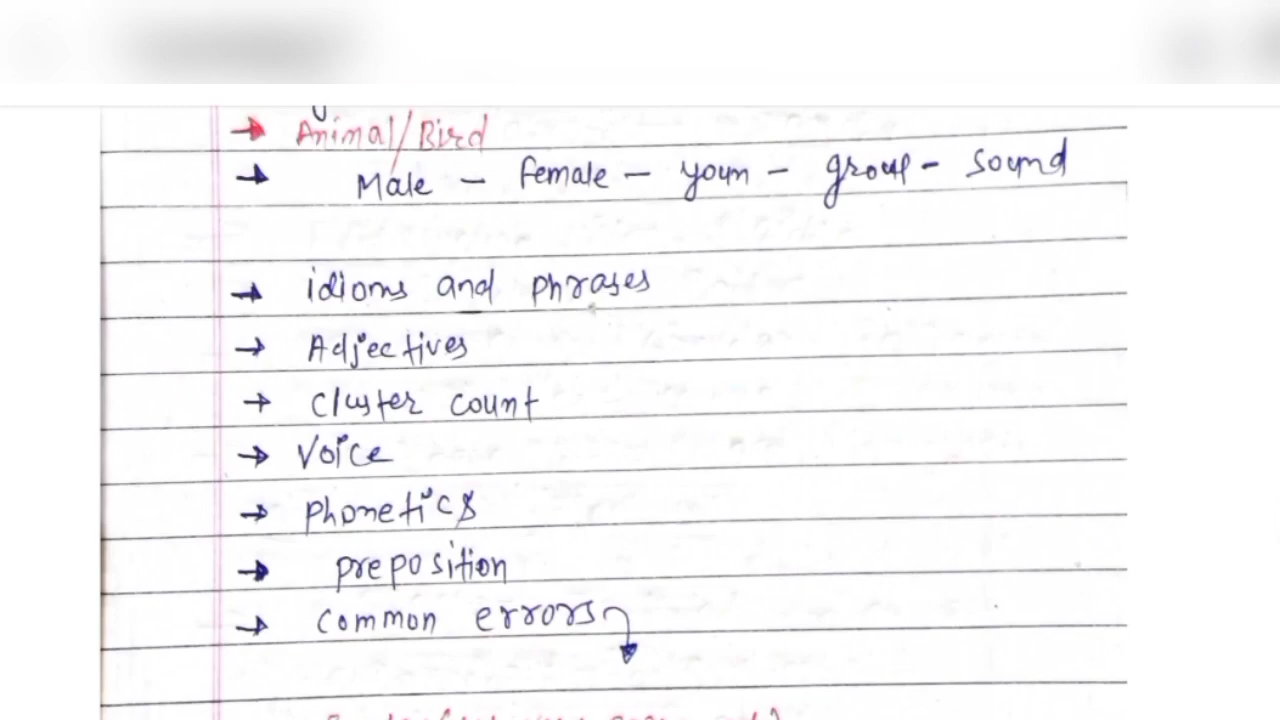 → Animal/Bird
→ Male – female – youn – group – sound
→ idioms and phrases
→ Adjectives
→ cluster count
→ Voice
→ phonetics
→ preposition
→ common errors